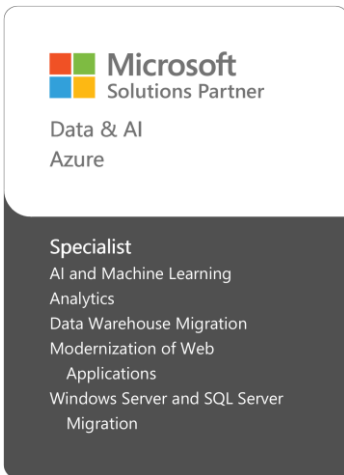 Microsoft
Solutions Partner
Data & AI
Azure
Specialist
AI and Machine Learning
Analytics
Data Warehouse Migration
Modernization of Web
Applications
Windows Server and SQL Server
Migration